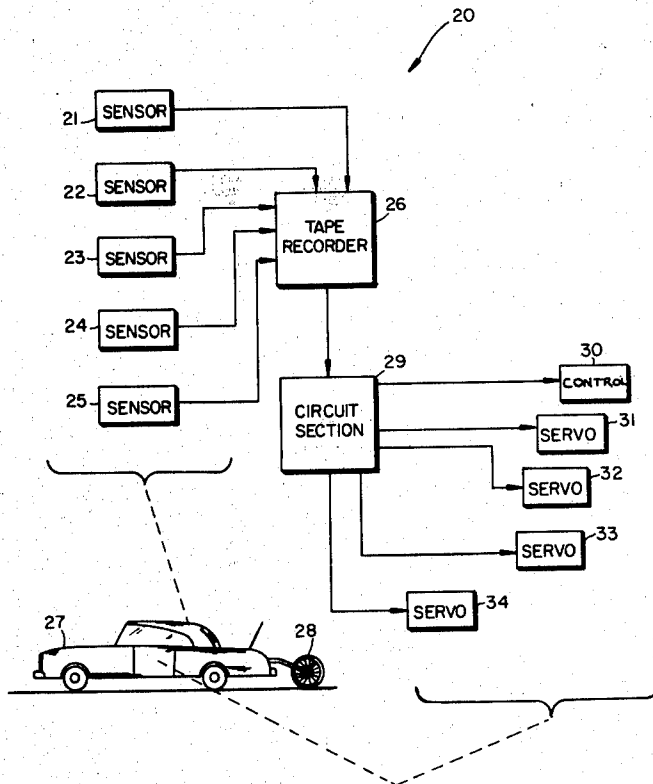 20
21
SENSOR
22
SENSOR
23
SENSOR
24
SENSOR
25
SENSOR
26
TAPE
RECORDER
29
CIRCUIT
SECTION
30
CONTROL
31
SERVO
32
SERVO
33
SERVO
34
SERVO
27
28